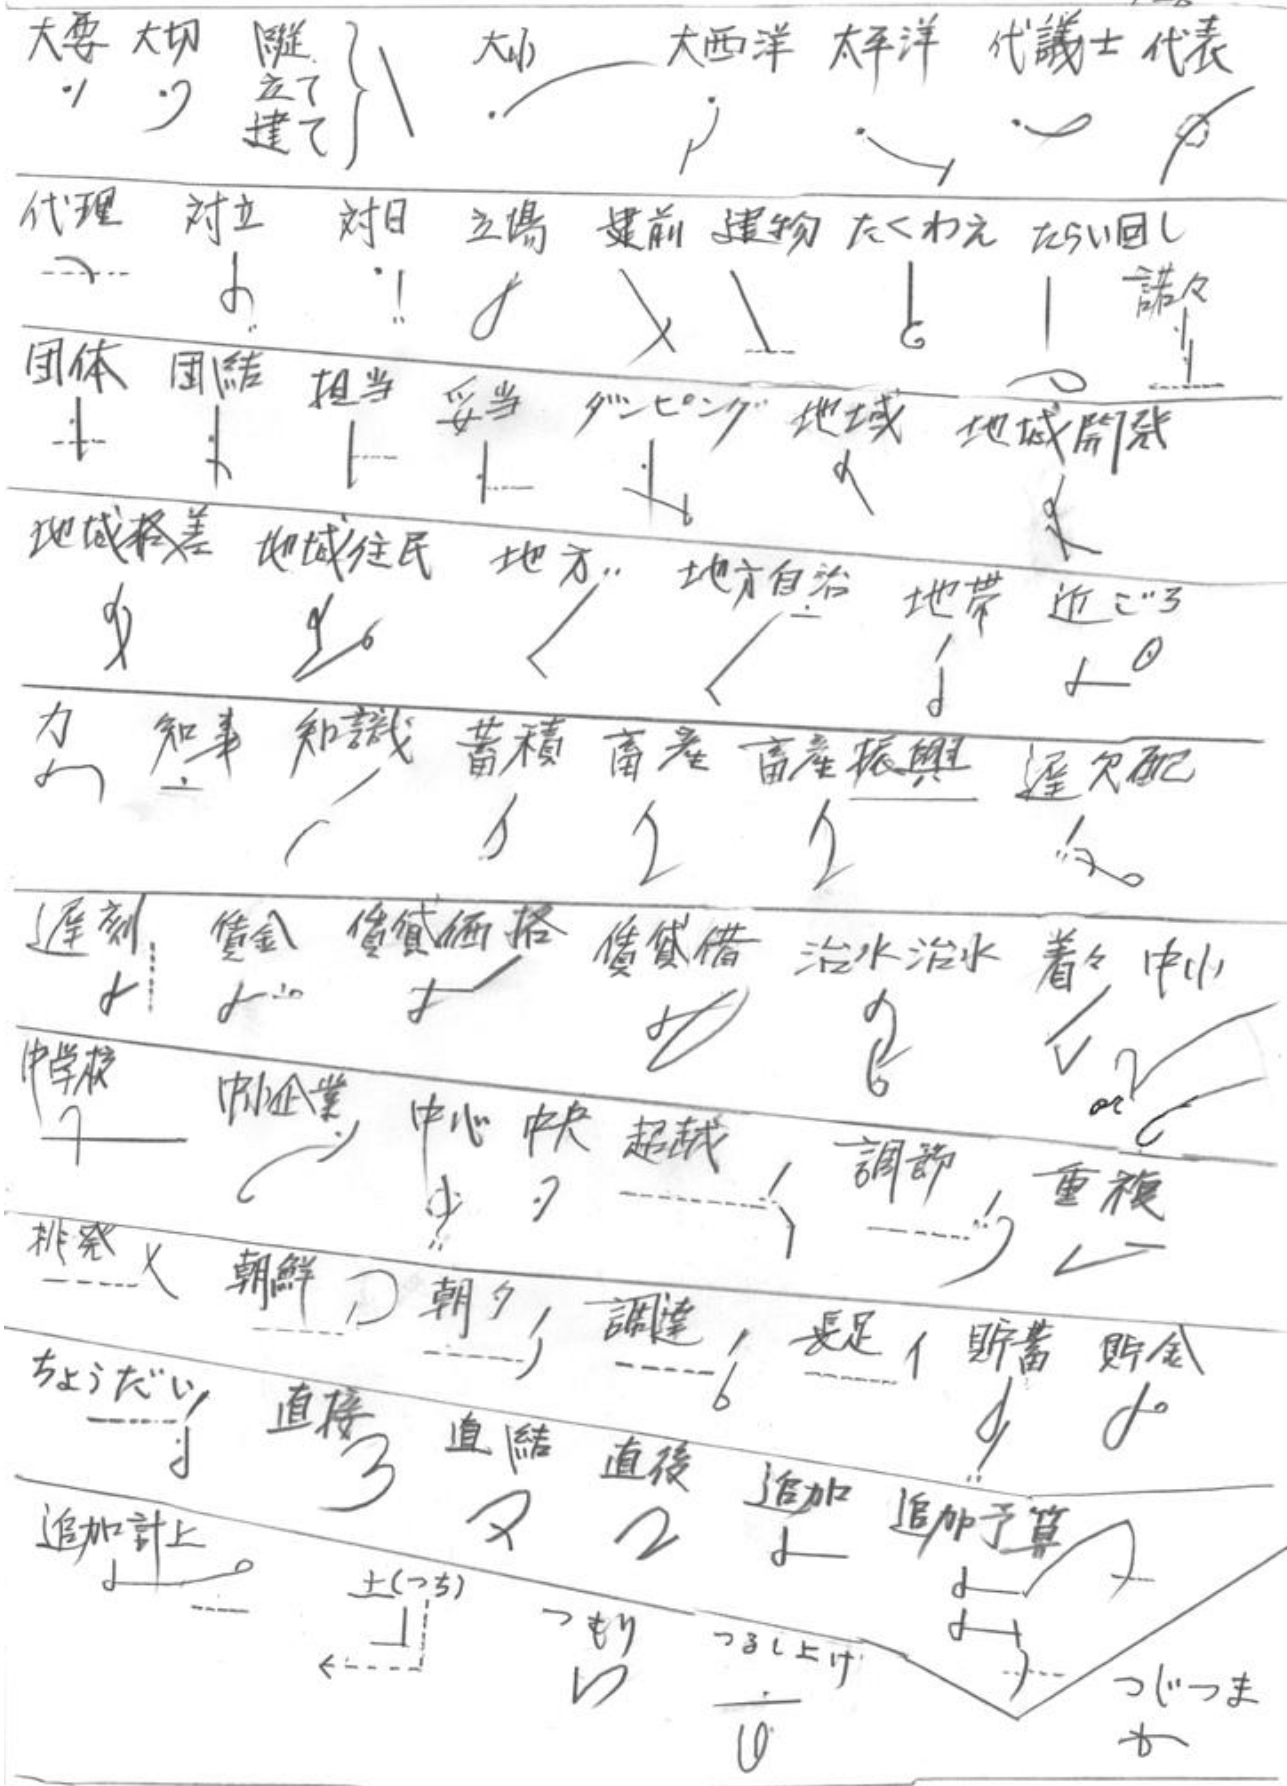 大要 大切 縦 大小 大西洋 太平洋 代議士 代表
立て
建て
代理 対立 対日 立場 建前 建物 たくわえ たらい回し
諾々
団体 団結 担当 妥当 ダンピング 地域 地域開発
地域格差 地域住民 地方 地方自治 地帯 近ごろ
力 知事 知識 蓄積 畜産 畜産振興 遅欠配
遅刻 賃金 賃貸価格 賃貸借 治水治水 着々 中小
or
中学校 中小企業 中心 中央 超越 調節 重複
挑発 朝鮮 朝夕 調達 長足 貯蓄 貯金
ちょうだい 直接 直結 直後 追加 追加予算
追加計上 土(つち) つもり つるし上げ つじつま